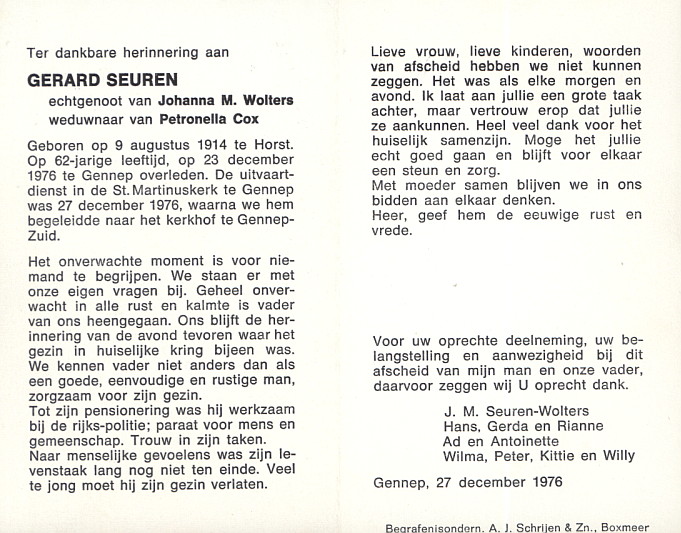 Ter dankbare herinnering aan
GERARD SEUREN
echtgenoot van Johanna M. Wolters
weduwnaar van Petronella Cox
Geboren op 9 augustus 1914 te Horst.
Op 62-jarige leeftijd, op 23 december
1976 te Gennep overleden. De uitvaart-
dienst in de St. Martinuskerk te Gennep
was 27 december 1976, waarna we hem
begeleidde naar het kerkhof te Gennep-
Zuid.
Het onverwachte moment is voor nie-
mand te begrijpen. We staan er met
onze eigen vragen bij. Geheel onver-
wacht in alle rust en kalmte is vader
van ons heengegaan. Ons blijft de her-
innering van de avond tevoren waar het
gezin in huiselijke kring bijeen was.
We kennen vader niet anders dan als
een goede, eenvoudige en rustige man,
zorgzaam voor zijn gezin.
Tot zijn pensionering was hij werkzaam
bij de rijks-politie; paraat voor mens en
gemeenschap. Trouw in zijn taken.
Naar menselijke gevoelens was zijn le-
venstaak lang nog niet ten einde. Veel
te jong moet hij zijn gezin verlaten.
Lieve vrouw, lieve kinderen, woorden
van afscheid hebben we niet kunnen
zeggen. Het was als elke morgen en
avond. Ik laat aan jullie een grote taak
achter, maar vertrouw erop dat jullie
ze aankunnen. Heel veel dank voor het
huiselijk samenzijn. Moge het jullie
echt goed gaan en blijft voor elkaar
een steun en zorg.
Met moeder samen blijven we in ons
bidden aan elkaar denken.
Heer, geef hem de eeuwige rust en
vrede.
Voor uw oprechte deelneming, uw be-
langstelling en aanwezigheid bij dit
afscheid van mijn man en onze vader,
daarvoor zeggen wij U oprecht dank.
J. M. Seuren-Wolters
Hans, Gerda en Rianne
Ad en Antoinette
Wilma, Peter, Kittie en Willy
Gennep, 27 december 1976
Begrafenisondern. A. J. Schrijen & Zn., Boxmeer